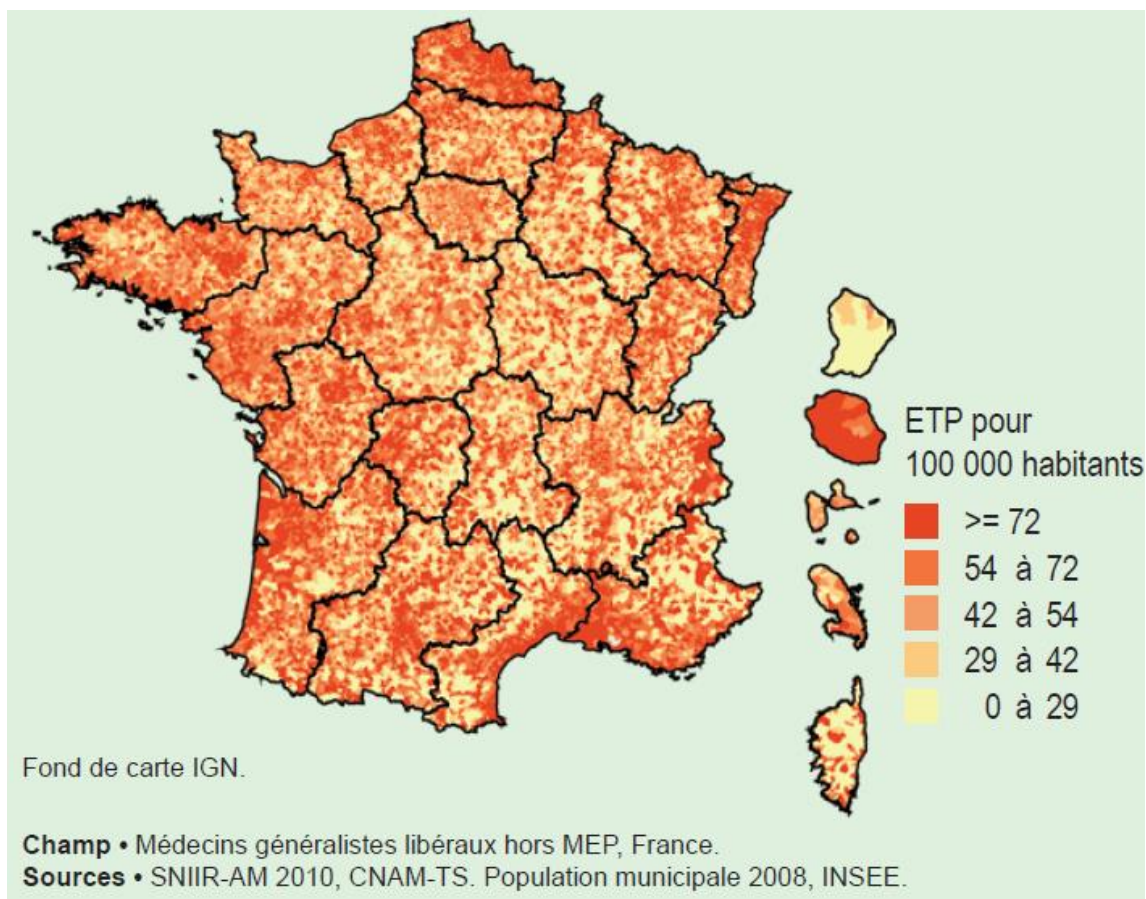 ETP pour
100 000 habitants
>= 72
54 à 72
42 à 54
29 à 42
0 à 29
Fond de carte IGN.
Champ • Médecins généralistes libéraux hors MEP, France.
Sources • SNIIR-AM 2010, CNAM-TS. Population municipale 2008, INSEE.